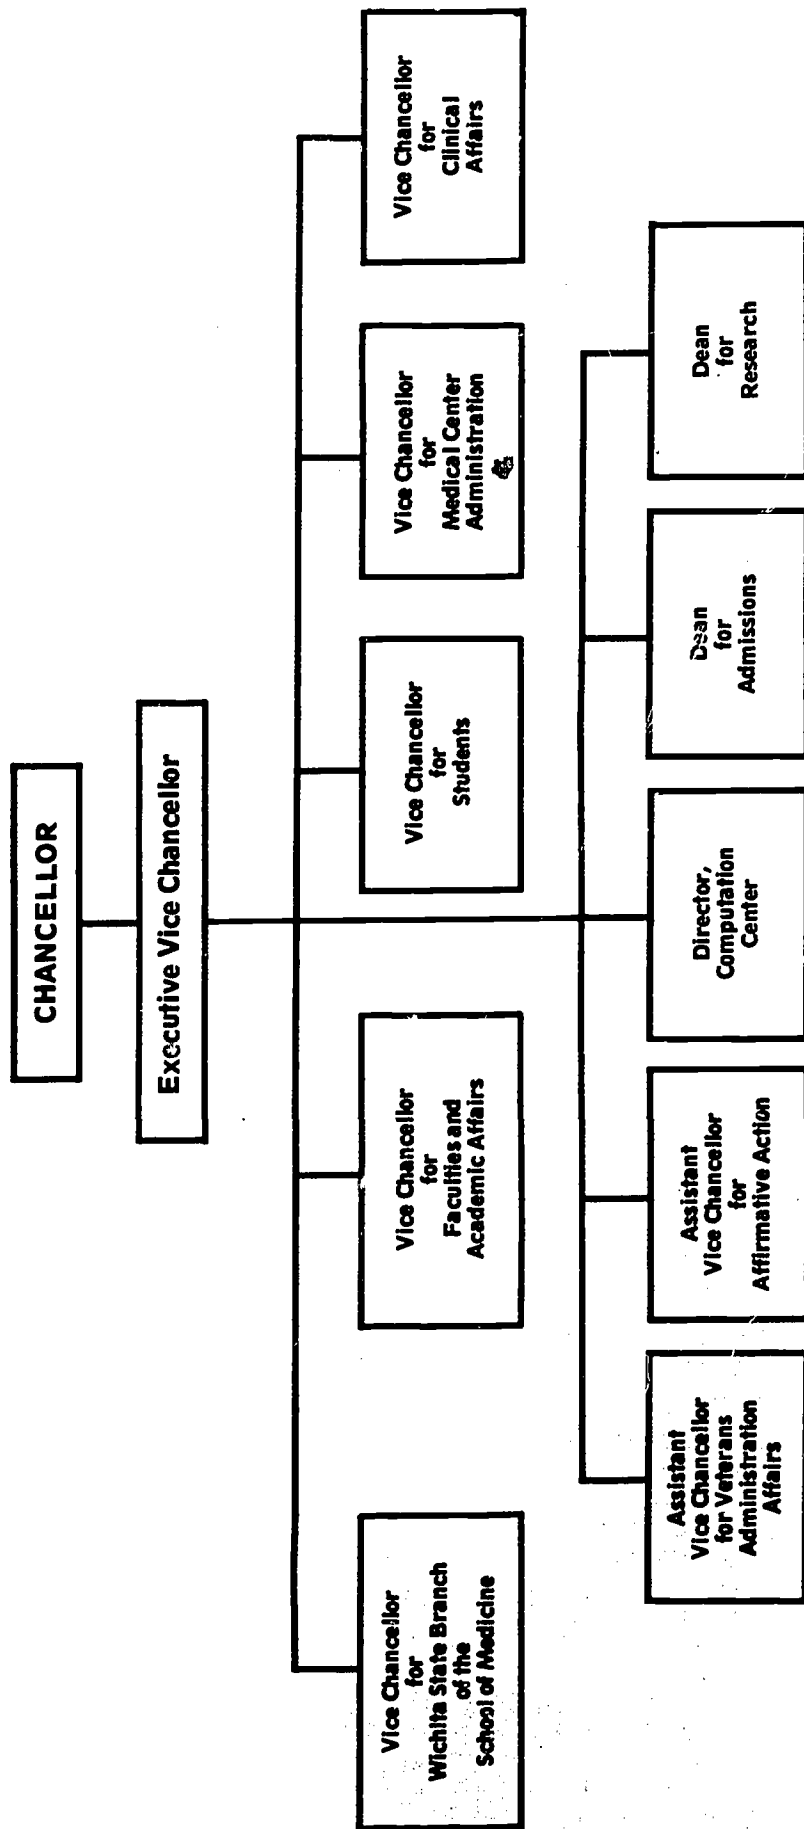 CHANCELLOR
Executive Vice Chancellor
Vice Chancellor
for
Wichita State Branch
of the
School of Medicine
Vice Chancellor
for
Faculties and
Academic Affairs
Vice Chancellor
for
Students
Vice Chancellor
for
Medical Center
Administration
Vice Chancellor
for
Clinical
Affairs
Assistant
Vice Chancellor
for Veterans
Administration
Affairs
Assistant
Vice Chancellor
for
Affirmative Action
Director,
Computation
Center
Dean
for
Admissions
Dean
for
Research